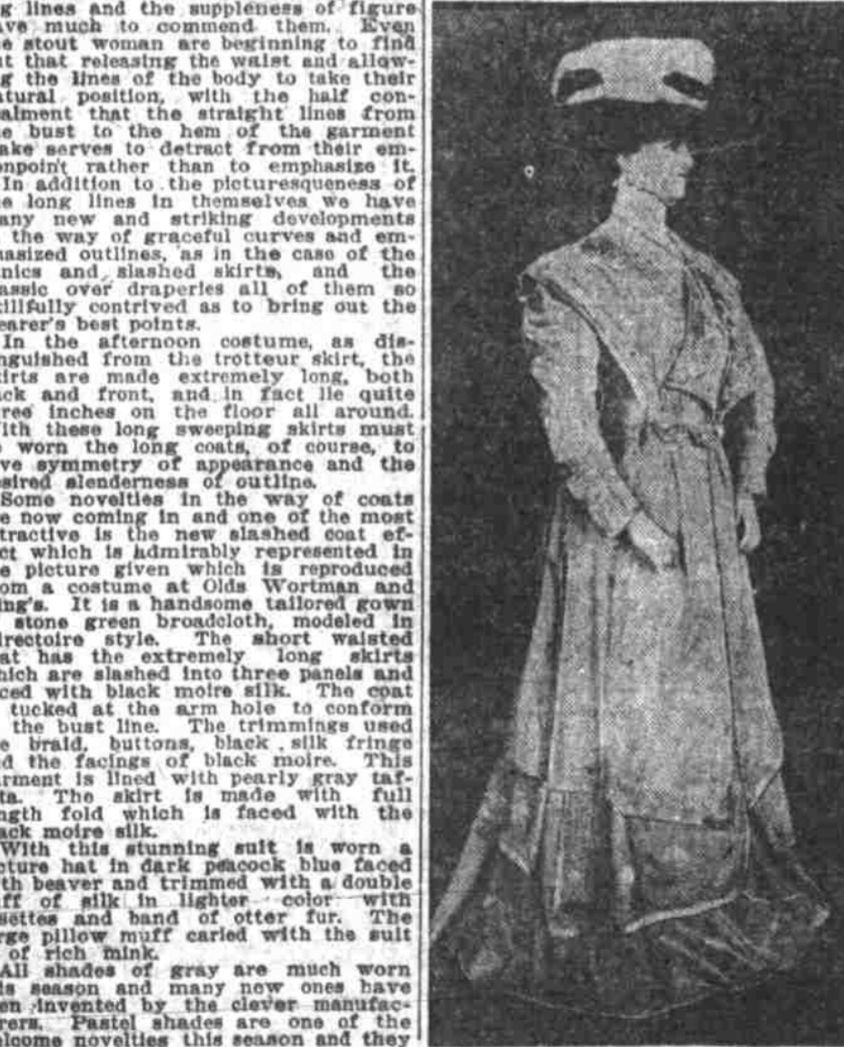 g lines and the suppleness of figure
ave much to commend them. Even
e stout woman are beginning to find
ut that releasing the waist and allow-
g the lines of the body to take their
atural position, with the half con-
alment that the straight lines from
e bust to the hem of the garment
ake serves to detract from their em-
onpoin't rather than to emphasize it.
In addition to the picturesqueness of
e long lines in themselves we have
any new and striking developments
the way of graceful curves and em-
hasized outlines, as in the case of the
nics and slashed skirts, and the
assic over draperies all of them so
killfully contrived as to bring out the
earer's best points.
In the afternoon costume, as dis-
nguished from the trotteur skirt, the
kirts are made extremely long, both
ack and front, and in fact lie quite
ree inches on the floor all around.
ith these long sweeping skirts must
worn the long coats, of course, to
ve symmetry of appearance and the
esired slenderness of outline.
Some novelties in the way of coats
re now coming in and one of the most
tractive is the new slashed coat ef-
ct which is admirably represented in
e picture given which is reproduced
om a costume at Olds Wortman and
ing's. It is a handsome tailored gown
stone green broadcloth, modeled in
irectoire style. The short waisted
at has the extremely long skirts
hich are slashed into three panels and
ced with black moire silk. The coat
tucked at the arm hole to conform
the bust line. The trimmings used
e braid, buttons, black silk fringe
d the facings of black moire. This
arment is lined with pearly gray taf-
ta. The skirt is made with full
ngth fold which is faced with the
ack moire silk.
With this stunning suit is worn a
cture hat in dark peacock blue faced
th beaver and trimmed with a double
ff of silk in lighter color with
settes and band of otter fur. The
rge pillow muff caried with the suit
of rich mink.
All shades of gray are much worn
is season and many new ones have
en invented by the clever manufac-
rers. Pastel shades are one of the
elcome novelties this season and they